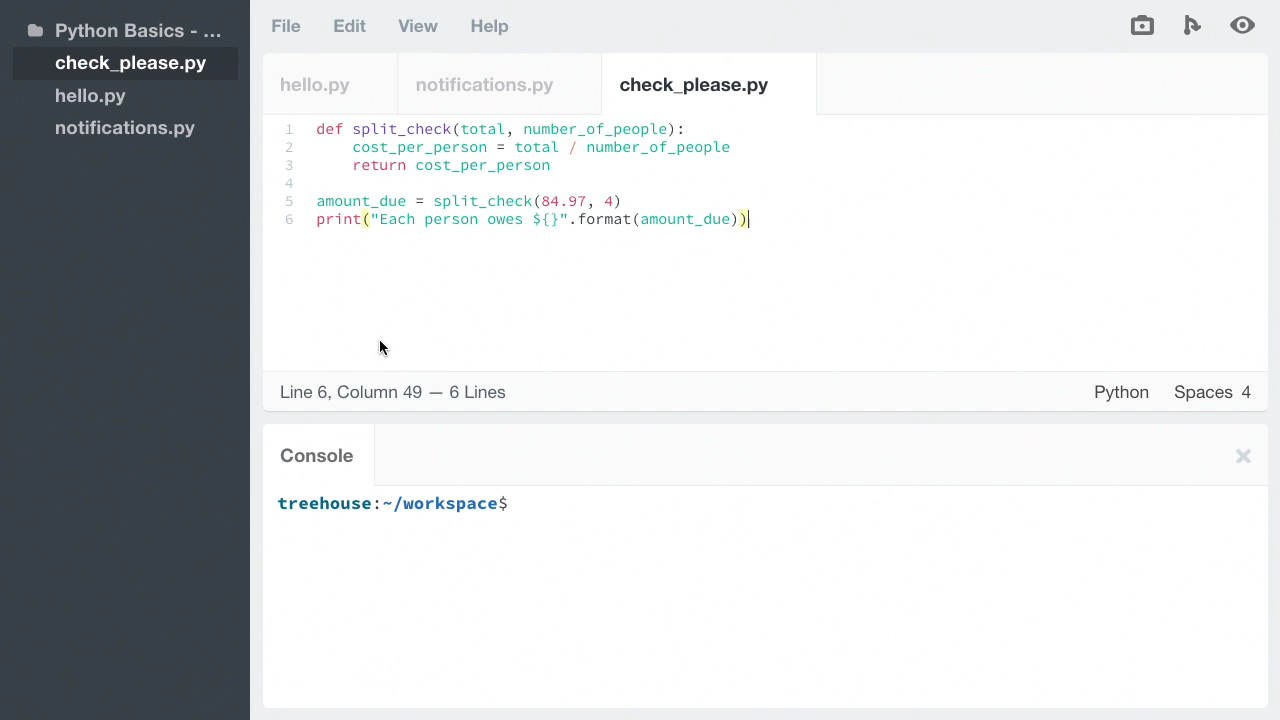 Python Basics - ...
check_please.py
hello.py
notifications.py
File Edit View Help
hello.py notifications.py check_please.py
1 def split_check(total, number_of_people):
2     cost_per_person = total / number_of_people
3     return cost_per_person
4
5 amount_due = split_check(84.97, 4)
6 print("Each person owes ${}".format(amount_due))
Line 6, Column 49 — 6 Lines Python Spaces 4
Console
treehouse:~/workspace$